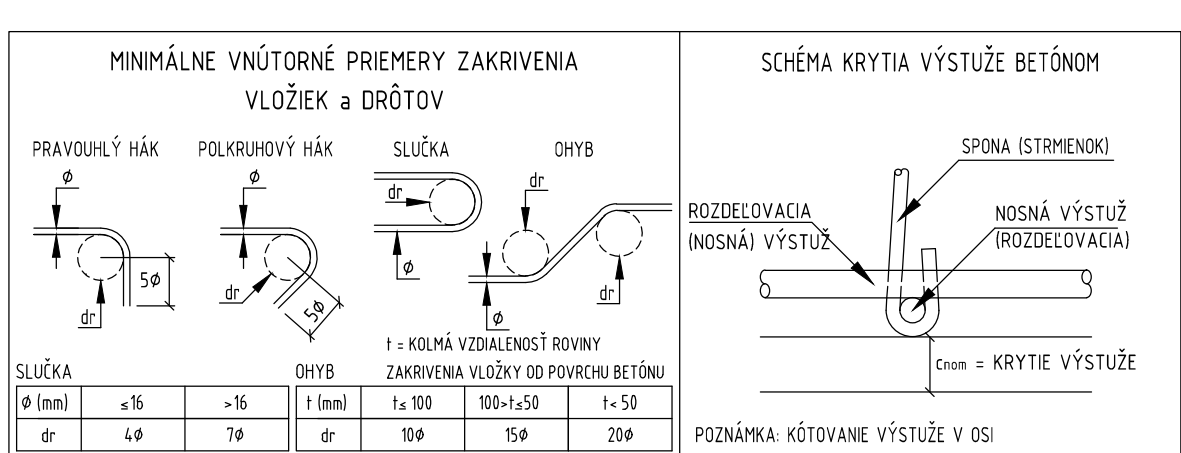 MINIMÁLNE VNÚTORNÉ PRIEMERY ZAKRIVENIA
VLOŽIEK a DRÔTOV
PRAVOUHLÝ HÁK
POLKRUHOVÝ HÁK
SLUČKA
OHYB
ϕ
ϕ
dr
dr
5ϕ
dr
dr
5ϕ
ϕ
dr
ϕ
t = KOLMÁ VZDIALENOSŤ ROVINY
ZAKRIVENIA VLOŽKY OD POVRCHU BETÓNU
SLUČKA
ϕ (mm) ≤16 >16
dr 4ϕ 7ϕ
OHYB
t (mm) t≤ 100 100>t≤50 t< 50
dr 10ϕ 15ϕ 20ϕ
SCHÉMA KRYTIA VÝSTUŽE BETÓNOM
SPONA (STRMIENOK)
ROZDEĽOVACIA
(NOSNÁ) VÝSTUŽ
NOSNÁ VÝSTUŽ
(ROZDEĽOVACIA)
Cnom = KRYTIE VÝSTUŽE
POZNÁMKA: KÓTOVANIE VÝSTUŽE V OSI